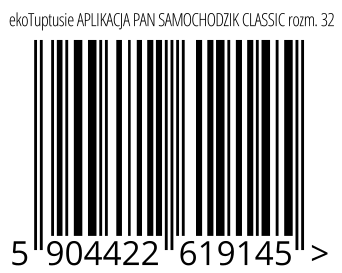 ekoTuptusie APLIKACJA PAN SAMOCHODZIK CLASSIC rozm. 32
5 904422 619145 >